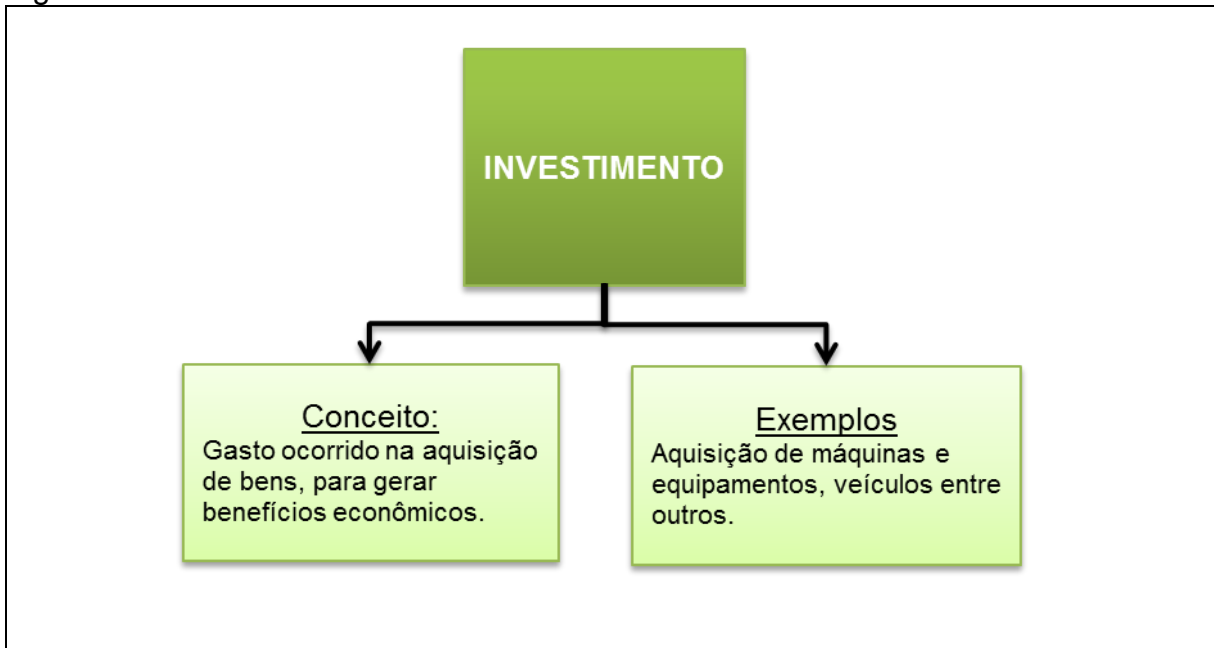 INVESTIMENTO
Conceito:
Gasto ocorrido na aquisição
de bens, para gerar
benefícios econômicos.
Exemplos
Aquisição de máquinas e
equipamentos, veículos entre
outros.